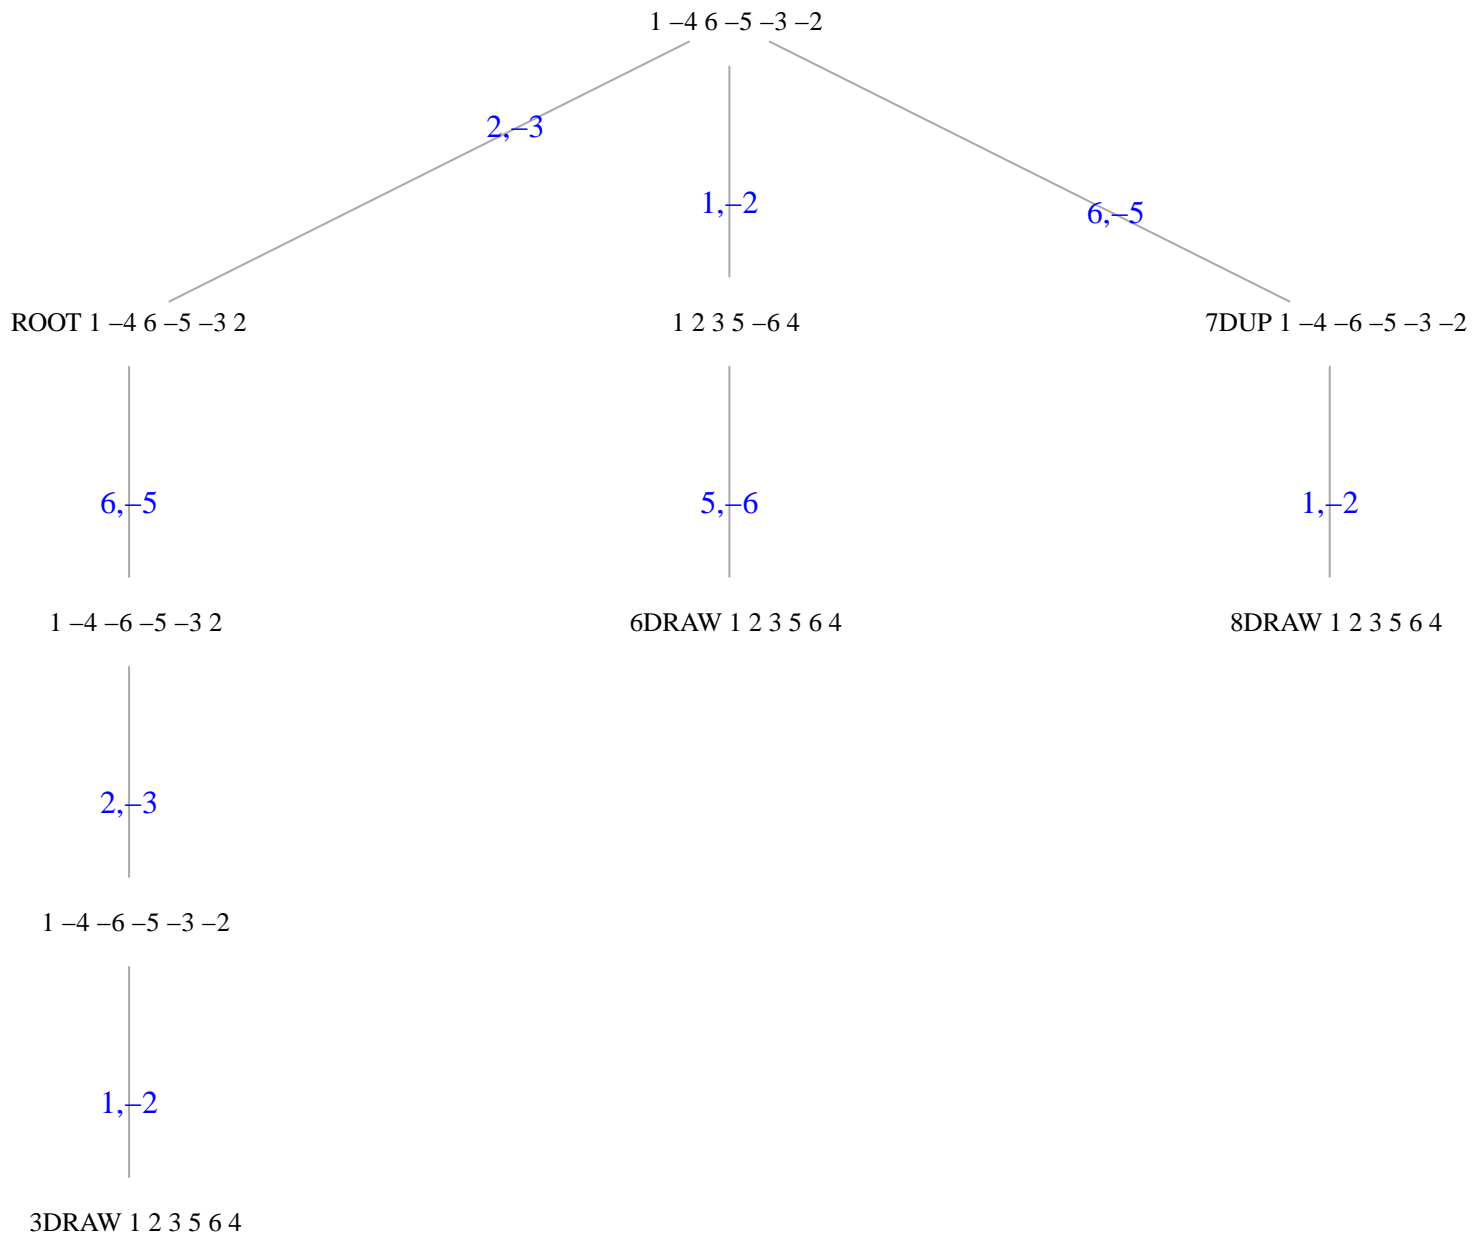 1 –4 6 –5 –3 –2
2,–3
1,–2
6,–5
ROOT 1 –4 6 –5 –3 2
1 2 3 5 –6 4
7DUP 1 –4 –6 –5 –3 –2
6,–5
5,–6
1,–2
1 –4 –6 –5 –3 2
6DRAW 1 2 3 5 6 4
8DRAW 1 2 3 5 6 4
2,–3
1 –4 –6 –5 –3 –2
1,–2
3DRAW 1 2 3 5 6 4